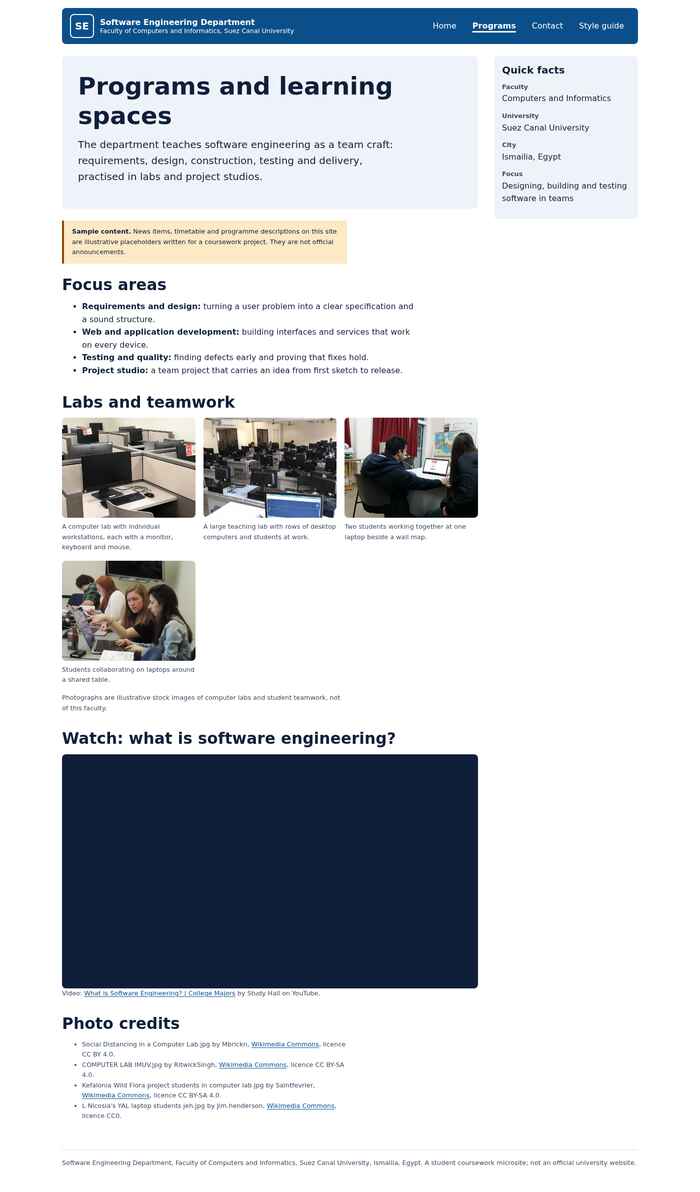 SE
Software Engineering Department
Faculty of Computers and Informatics, Suez Canal University
Home
Programs
Contact
Style guide
Programs and learning
spaces
The department teaches software engineering as a team craft:
requirements, design, construction, testing and delivery,
practised in labs and project studios.
Quick facts
Faculty
Computers and Informatics
University
Suez Canal University
City
Ismailia, Egypt
Focus
Designing, building and testing
software in teams
Sample content. News items, timetable and programme descriptions on this site
are illustrative placeholders written for a coursework project. They are not official
announcements.
Focus areas
• Requirements and design: turning a user problem into a clear specification and
a sound structure.
• Web and application development: building interfaces and services that work
on every device.
• Testing and quality: finding defects early and proving that fixes hold.
• Project studio: a team project that carries an idea from first sketch to release.
Labs and teamwork
A computer lab with individual
workstations, each with a monitor,
keyboard and mouse.
A large teaching lab with rows of desktop
computers and students at work.
Two students working together at one
laptop beside a wall map.
Students collaborating on laptops around
a shared table.
Photographs are illustrative stock images of computer labs and student teamwork, not
of this faculty.
Watch: what is software engineering?
Video: What is Software Engineering? | College Majors by Study Hall on YouTube.
Photo credits
• Social Distancing in a Computer Lab.jpg by Mbrickn, Wikimedia Commons, licence
CC BY 4.0.
• COMPUTER LAB IMUV.jpg by RitwickSingh, Wikimedia Commons, licence CC BY-SA
4.0.
• Kefalonia Wild Flora project students in computer lab.jpg by Saintfevrier,
Wikimedia Commons, licence CC BY-SA 4.0.
• L-Nicosia's YAL laptop students jeh.jpg by Jim.henderson, Wikimedia Commons,
licence CC0.
Software Engineering Department, Faculty of Computers and Informatics, Suez Canal University, Ismailia, Egypt. A student coursework microsite; not an official university website.